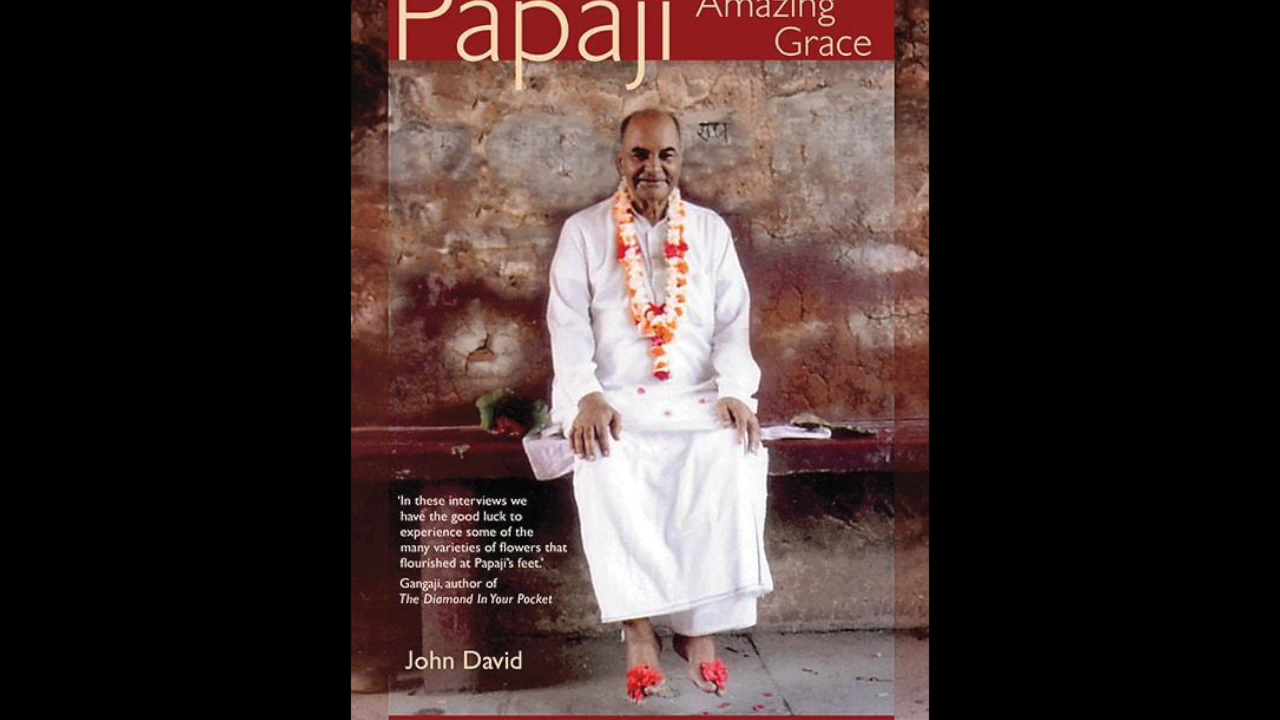 Papaji
Amazing
Grace
राम
'In these interviews we
have the good luck to
experience some of the
many varieties of flowers that
flourished at Papaji's feet.'
Gangaji, author of
The Diamond In Your Pocket
John David